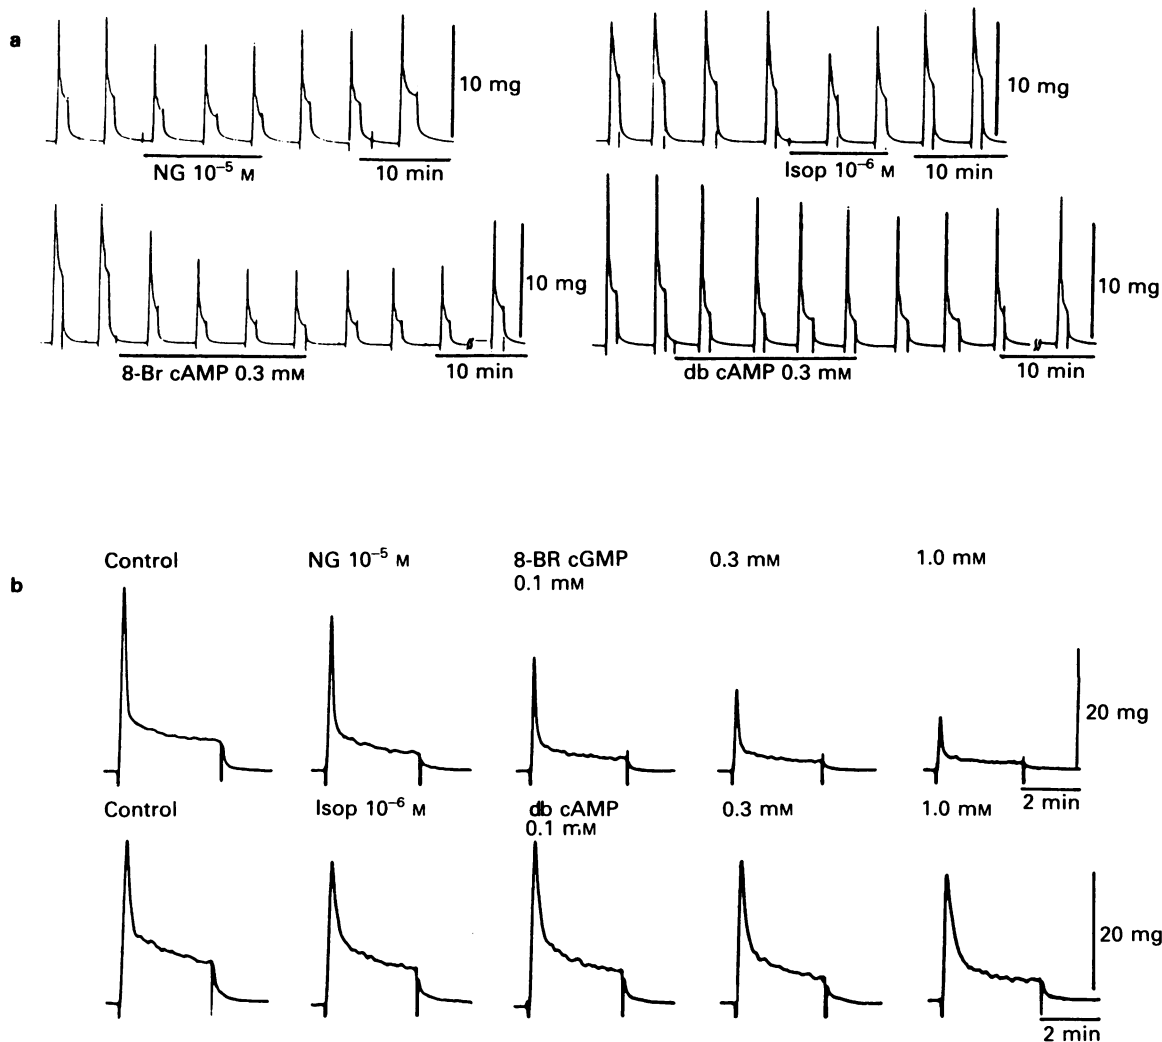 a
10 mg
10 mg
NG 10⁻⁵ M
10 min
Isop 10⁻⁶ M
10 min
10 mg
10 mg
8-Br cAMP 0.3 mM
10 min
db cAMP 0.3 mM
10 min
b
Control
NG 10⁻⁵ M
8-BR cGMP
0.1 mM
0.3 mM
1.0 mM
20 mg
2 min
Control
Isop 10⁻⁶ M
db cAMP
0.1 mM
0.3 mM
1.0 mM
20 mg
2 min